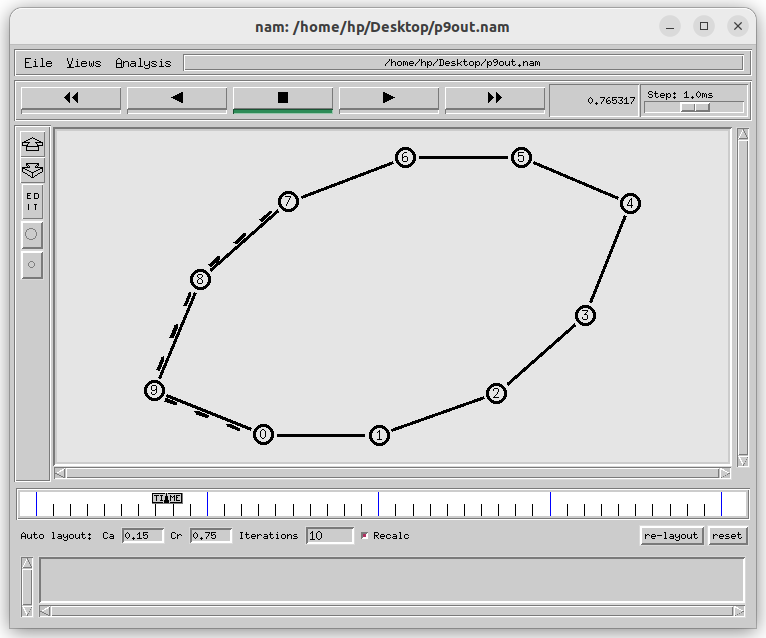 nam: /home/hp/Desktop/p9out.nam
File Views Analysis /home/hp/Desktop/p9out.nam
0.765317 Step: 1.0ms
ED
IT
6 5
7 4
8
3
9 2
0 1
TIME
Auto layout: Ca 0.15 Cr 0.75 Iterations 10 Recalc re-layout reset